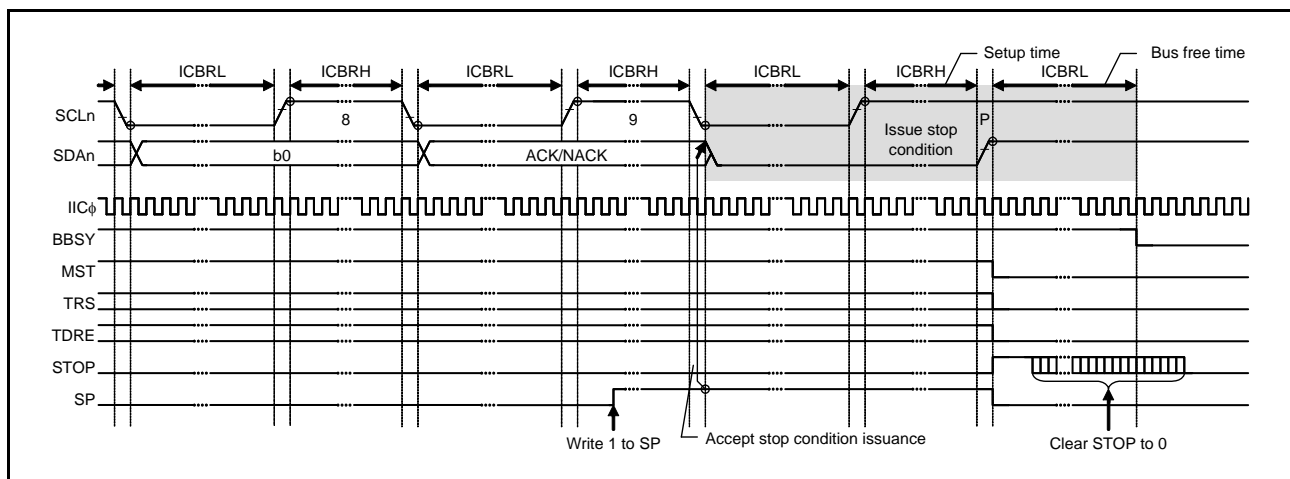 Setup time
Bus free time
ICBRL ICBRH ICBRL ICBRH ICBRL ICBRH ICBRL
SCLn
8 9 P
SDAn
b0 ACK/NACK
Issue stop
condition
IICϕ
BBSY
MST
TRS
TDRE
STOP
SP
Write 1 to SP
Accept stop condition issuance
Clear STOP to 0